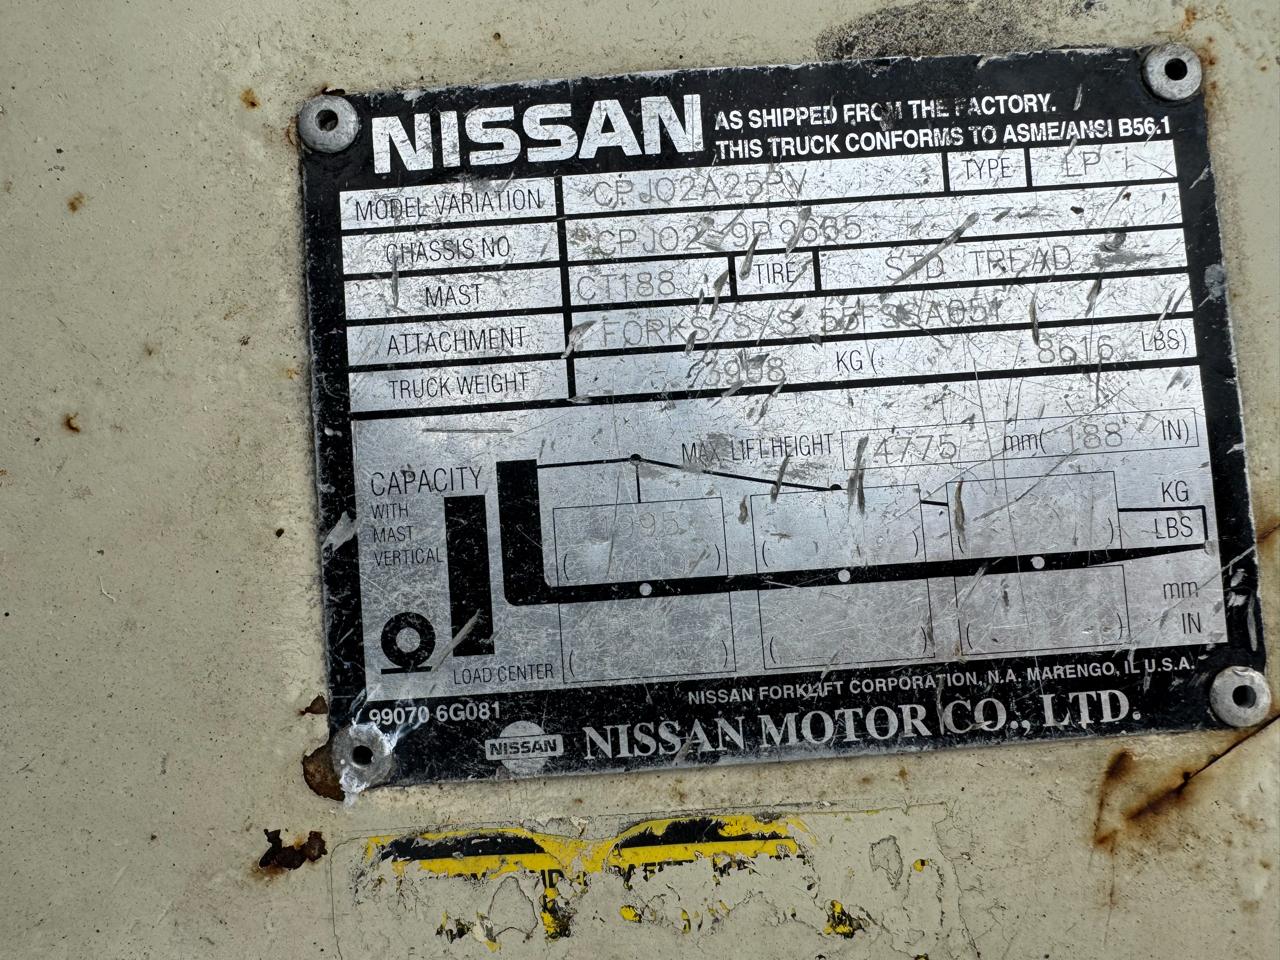 NISSAN
AS SHIPPED FROM THE FACTORY.
THIS TRUCK CONFORMS TO ASME/ANSI B56.1
MODEL VARIATION CPJ02A25PV TYPE LP
CHASSIS NO.
MAST CT188 TIRE STD TREAD
ATTACHMENT FORKS/S/S
TRUCK WEIGHT KG ( 8616 LBS)
MAX. LIFT HEIGHT 4775 mm( 188 IN)
CAPACITY
WITH
MAST
VERTICAL
KG
LBS
mm
IN
LOAD CENTER
NISSAN FORKLIFT CORPORATION, N.A. MARENGO, IL U.S.A.
99070 6G081
NISSAN
NISSAN MOTOR CO., LTD.